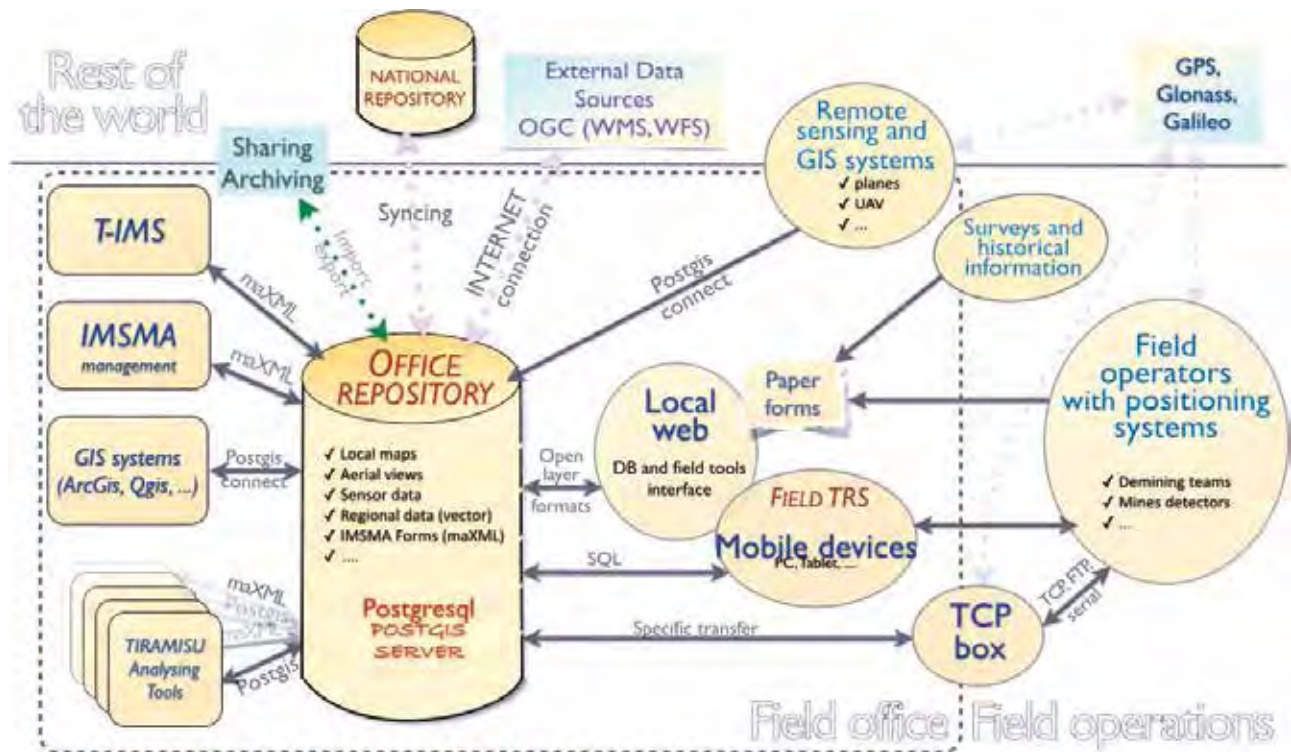 Rest of
the world
NATIONAL
REPOSITORY
External Data
Sources
OGC (WMS, WFS)
Remote
sensing and
GIS systems
✓ planes
✓ UAV
✓ ...
GPS,
Glonass,
Galileo
Sharing
Archiving
Syncing
INTERNET
connection
Import
export
Surveys and
historical
information
T-IMS
maXML
Postgis
connect
IMSMA
management
maXML
OFFICE
REPOSITORY
Local
web
DB and field tools
interface
Paper
forms
Field
operators
with positioning
systems
✓ Demining teams
✓ Mines detectors
✓ ....
GIS systems
(ArcGis, Qgis, ...)
Postgis
connect
✓ Local maps
✓ Aerial views
✓ Sensor data
✓ Regional data (vector)
✓ IMSMA Forms (maXML)
✓ ....
Open
layer
formats
FIELD TRS
Mobile devices
PC, Tablet, ...
SQL
maXML
Postgis
maXML
Postgis
TIRAMISU
Analysing
Tools
Postgresql
POSTGIS
SERVER
Specific transfer
TCP
box
TCP, FTP,
serial
Field office
Field operations